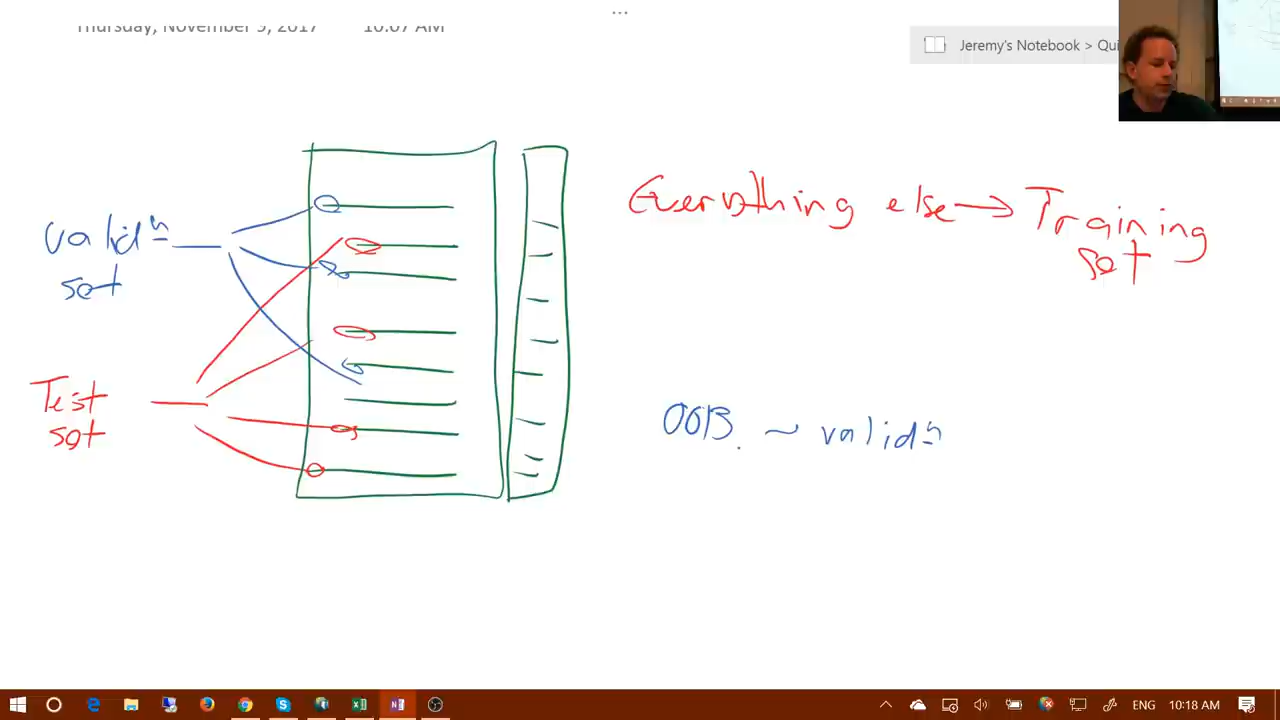 Thursday, November 9, 2017 10:07 AM
Jeremy's Notebook > Qui
Everything else → Training
set
valid⁠n
set
Test
set
OOB. ~ validn
ENG 10:18 AM